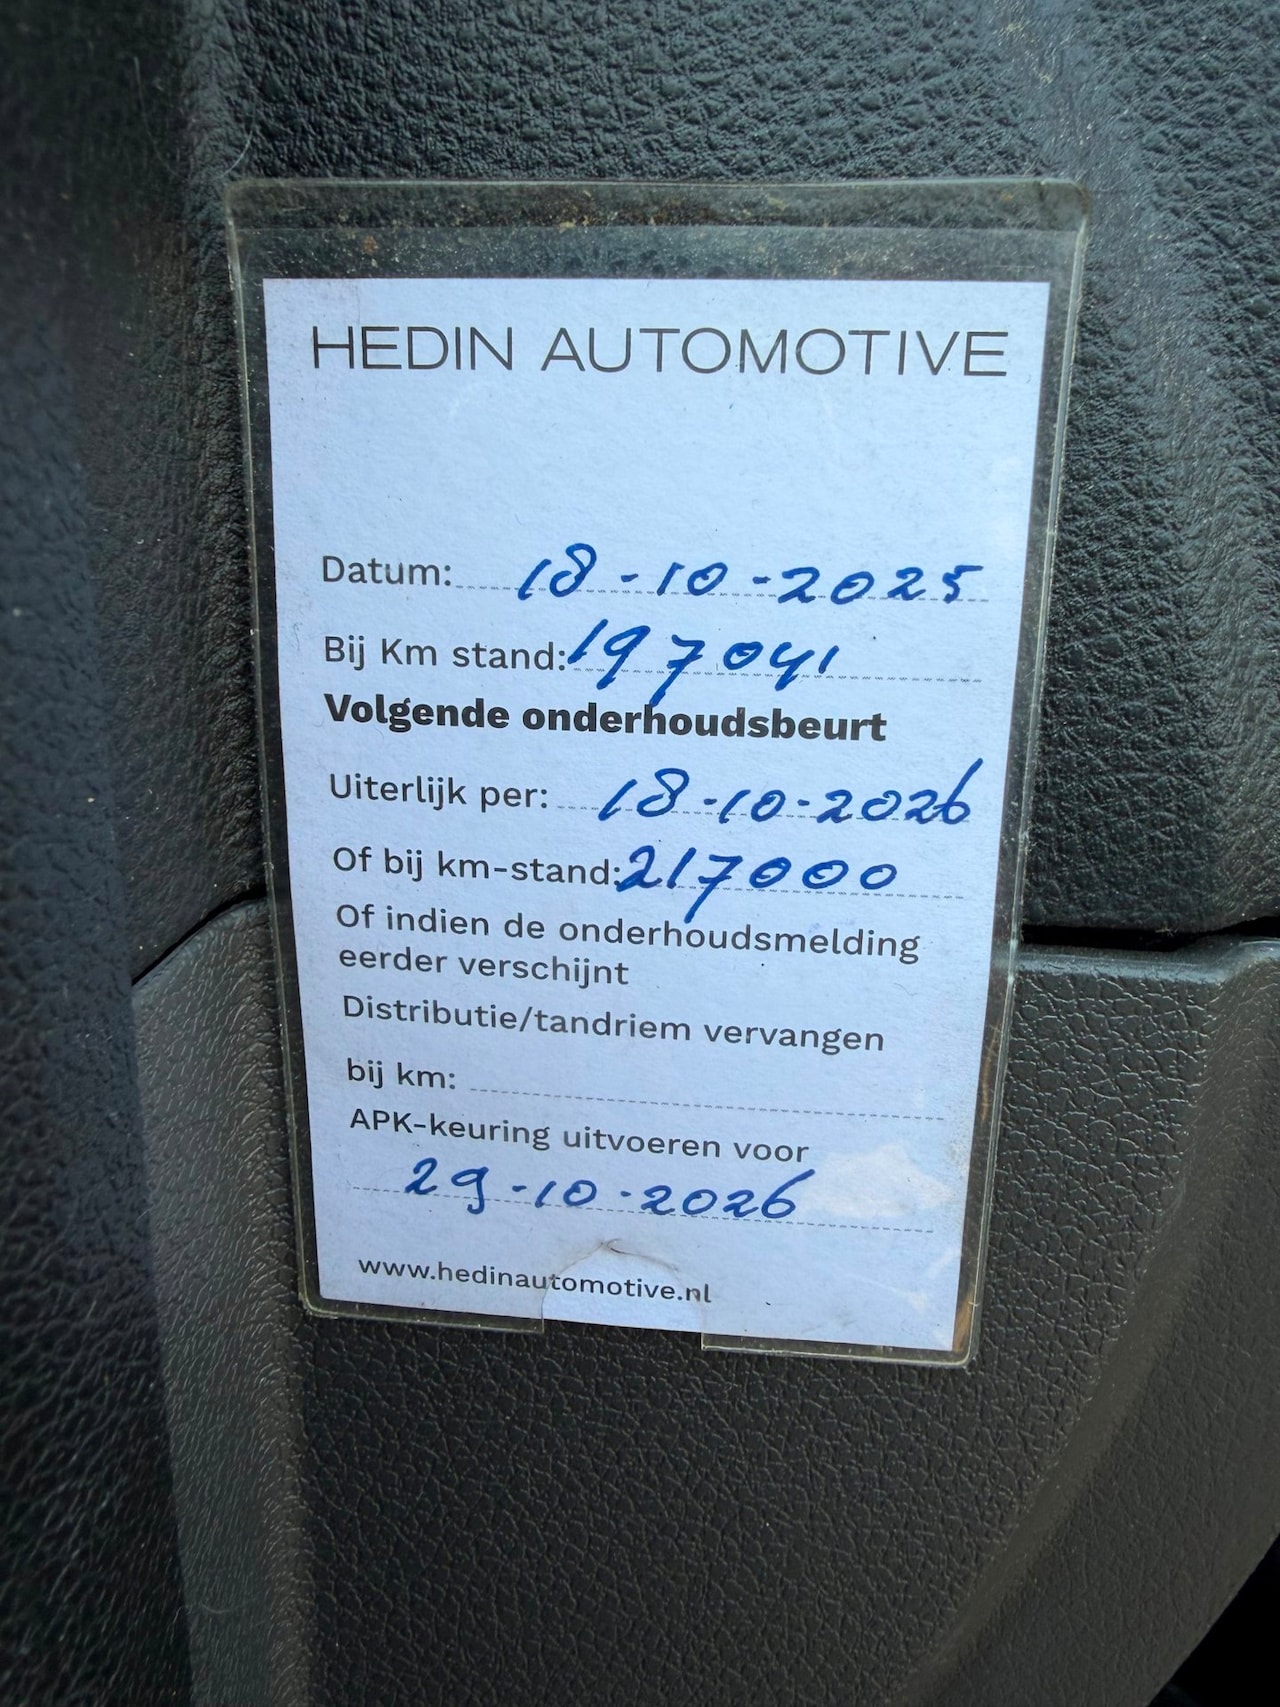 HEDIN AUTOMOTIVE
Datum: 18-10-2025
Bij Km stand: 197041
Volgende onderhoudsbeurt
Uiterlijk per: 18-10-2026
Of bij km-stand: 217000
Of indien de onderhoudsmelding
eerder verschijnt
Distributie/tandriem vervangen
bij km:
APK-keuring uitvoeren voor
29-10-2026
www.hedinautomotive.nl